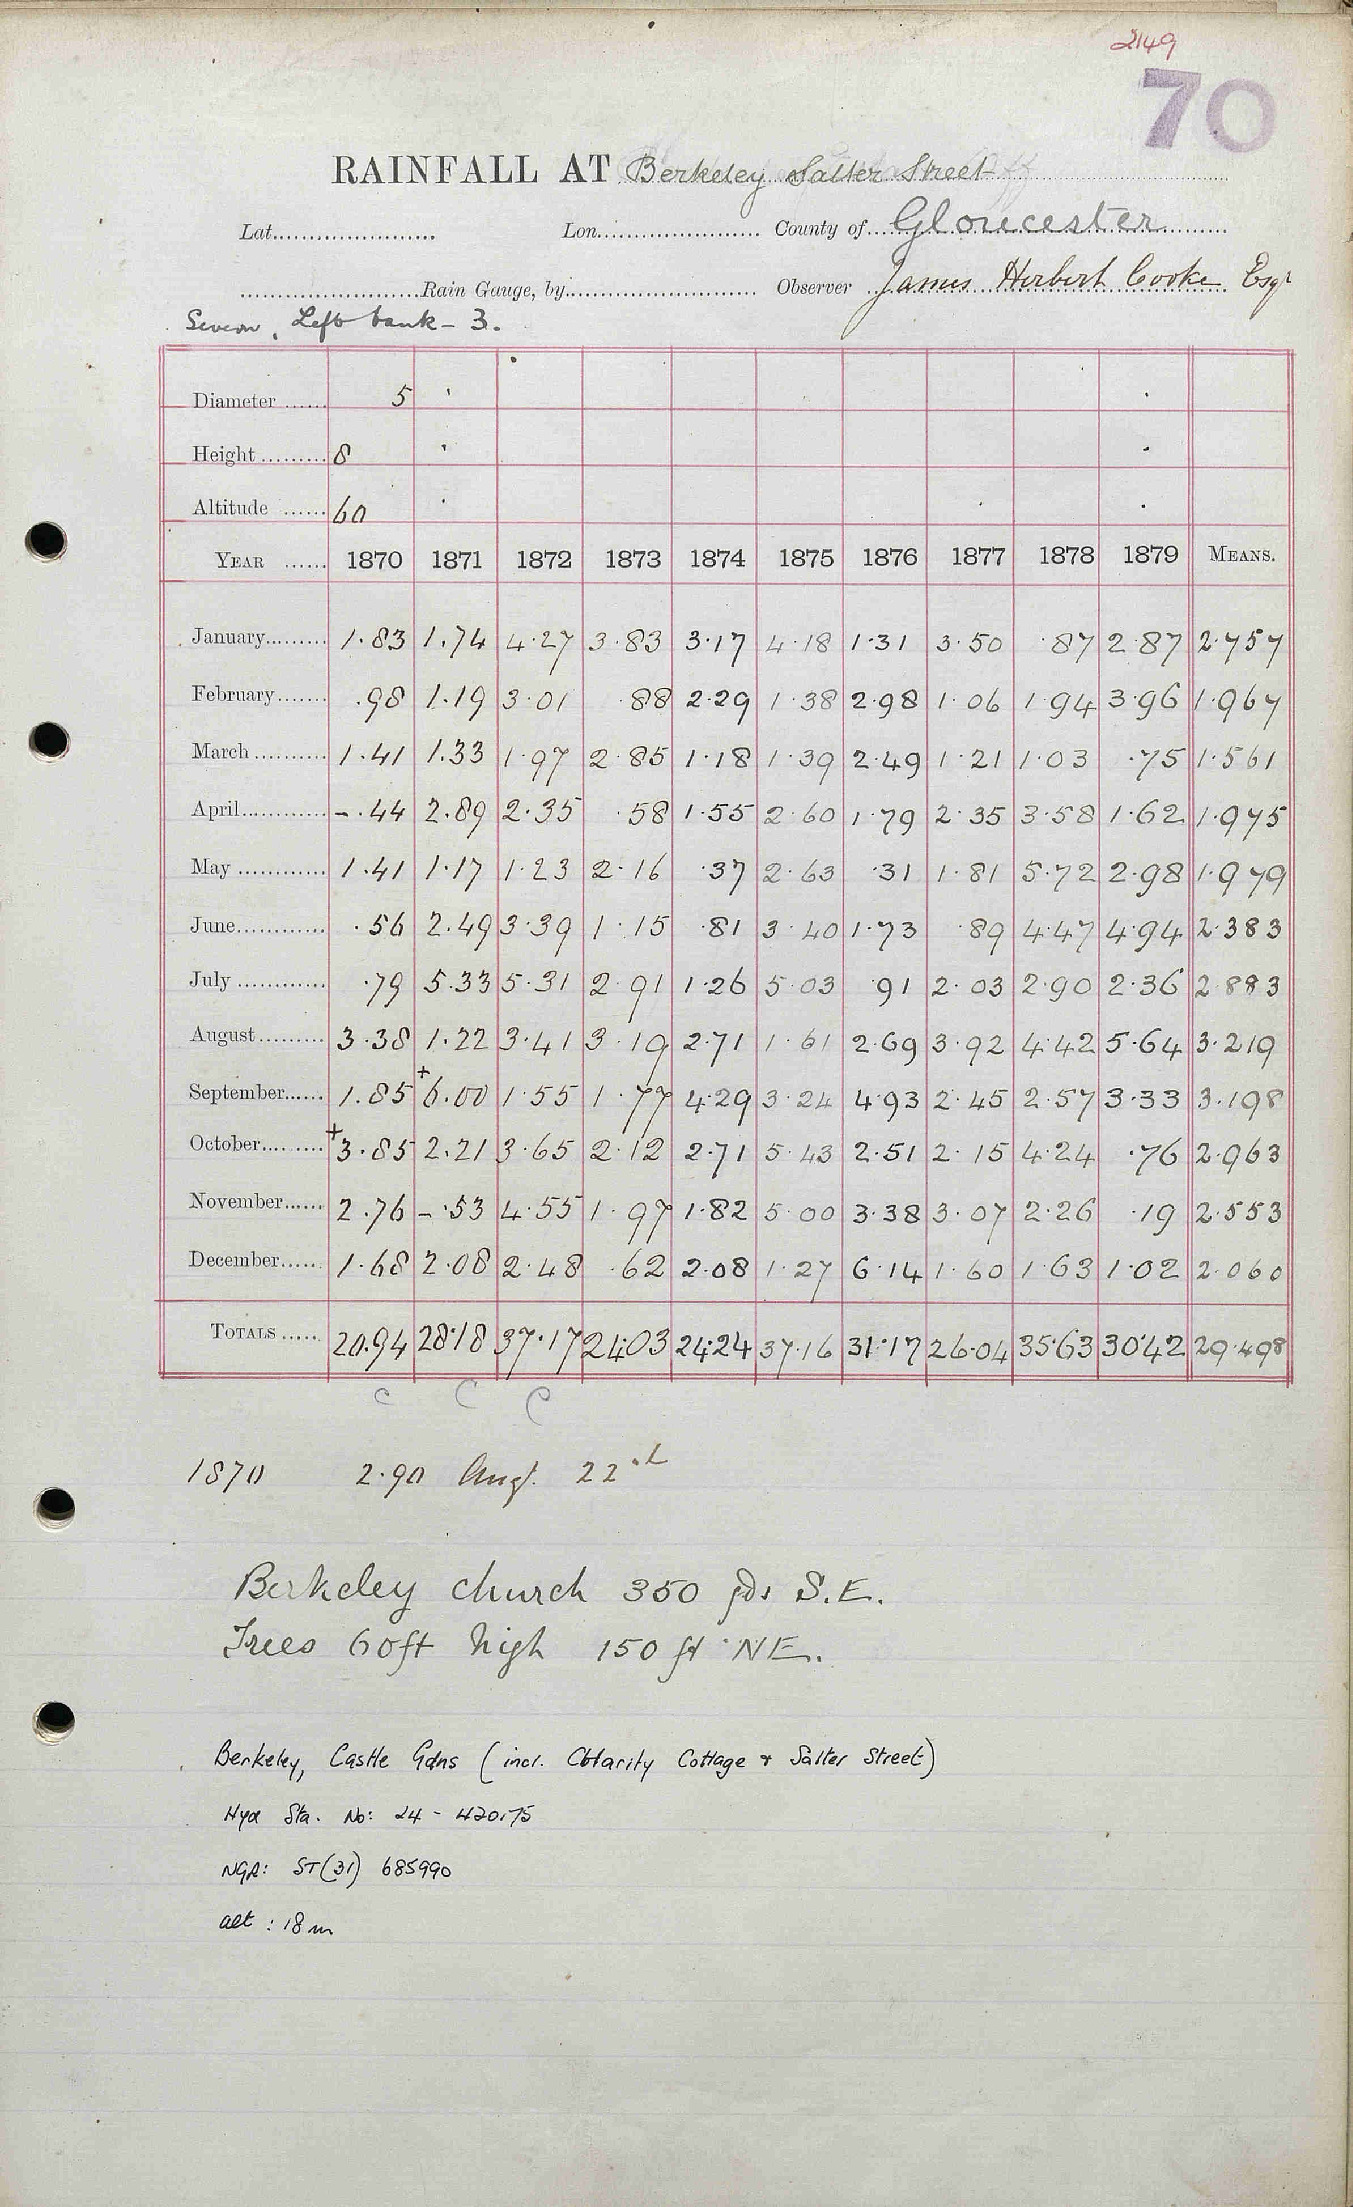 2149
70
RAINFALL AT Berkeley Salter Street
Lat. Lon. County of Gloucester
Rain Gauge, by Observer James Herbert Cooke Esqr
Severn, Left bank - 3.
Diameter 5
Height 8
Altitude 60
YEAR 1870 1871 1872 1873 1874 1875 1876 1877 1878 1879 MEANS.
January 1.83 1.74 4.27 3.83 3.17 4.18 1.31 3.50 .87 2.87 2.757
February .98 1.19 3.01 .88 2.29 1.38 2.98 1.06 1.94 3.96 1.967
March 1.41 1.33 1.97 2.85 1.18 1.39 2.49 1.21 1.03 .75 1.561
April -.44 2.89 2.35 .58 1.55 2.60 1.79 2.35 3.58 1.62 1.975
May 1.41 1.17 1.23 2.16 .37 2.63 .31 1.81 5.72 2.98 1.979
June .56 2.49 3.39 1.15 .81 3.40 1.73 .89 4.47 4.94 2.383
July .79 5.33 5.31 2.91 1.26 5.03 .91 2.03 2.90 2.36 2.883
August 3.38 1.22 3.41 3.19 2.71 1.61 2.69 3.92 4.42 5.64 3.219
September 1.85 +6.00 1.55 1.77 4.29 3.24 4.93 2.45 2.57 3.33 3.198
October +3.85 2.21 3.65 2.12 2.71 5.43 2.51 2.15 4.24 .76 2.963
November 2.76 -.53 4.55 1.97 1.82 5.00 3.38 3.07 2.26 .19 2.553
December 1.68 2.08 2.48 .62 2.08 1.27 6.14 1.60 1.63 1.02 2.060
TOTALS 20.94 28.18 37.17 24.03 24.24 37.16 31.17 26.04 35.63 30.42 29.498
C C C
1870 2.90 Augt. 22nd
Berkeley church 350 yds S.E.
Trees 60ft high 150 ft NE.
Berkeley, Castle Gdns (incl. Cbtarity Cottage & Salter Street)
Sta. No: 24 - 420175
NGR: ST(31) 685990
alt : 18m